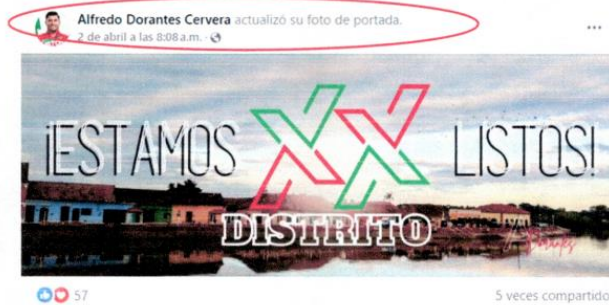 Alfredo Dorantes Cervera actualizó su foto de portada.
2 de abril a las 8:08 a.m.
¡ESTAMOS XX LISTOS!
DISTRITO
Dorantes
57
5 veces compartido